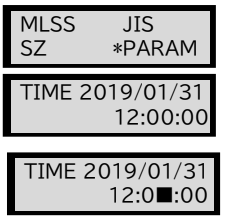 MLSS JIS
SZ *PARAM
TIME 2019/01/31
12:00:00
TIME 2019/01/31
12:0■:00